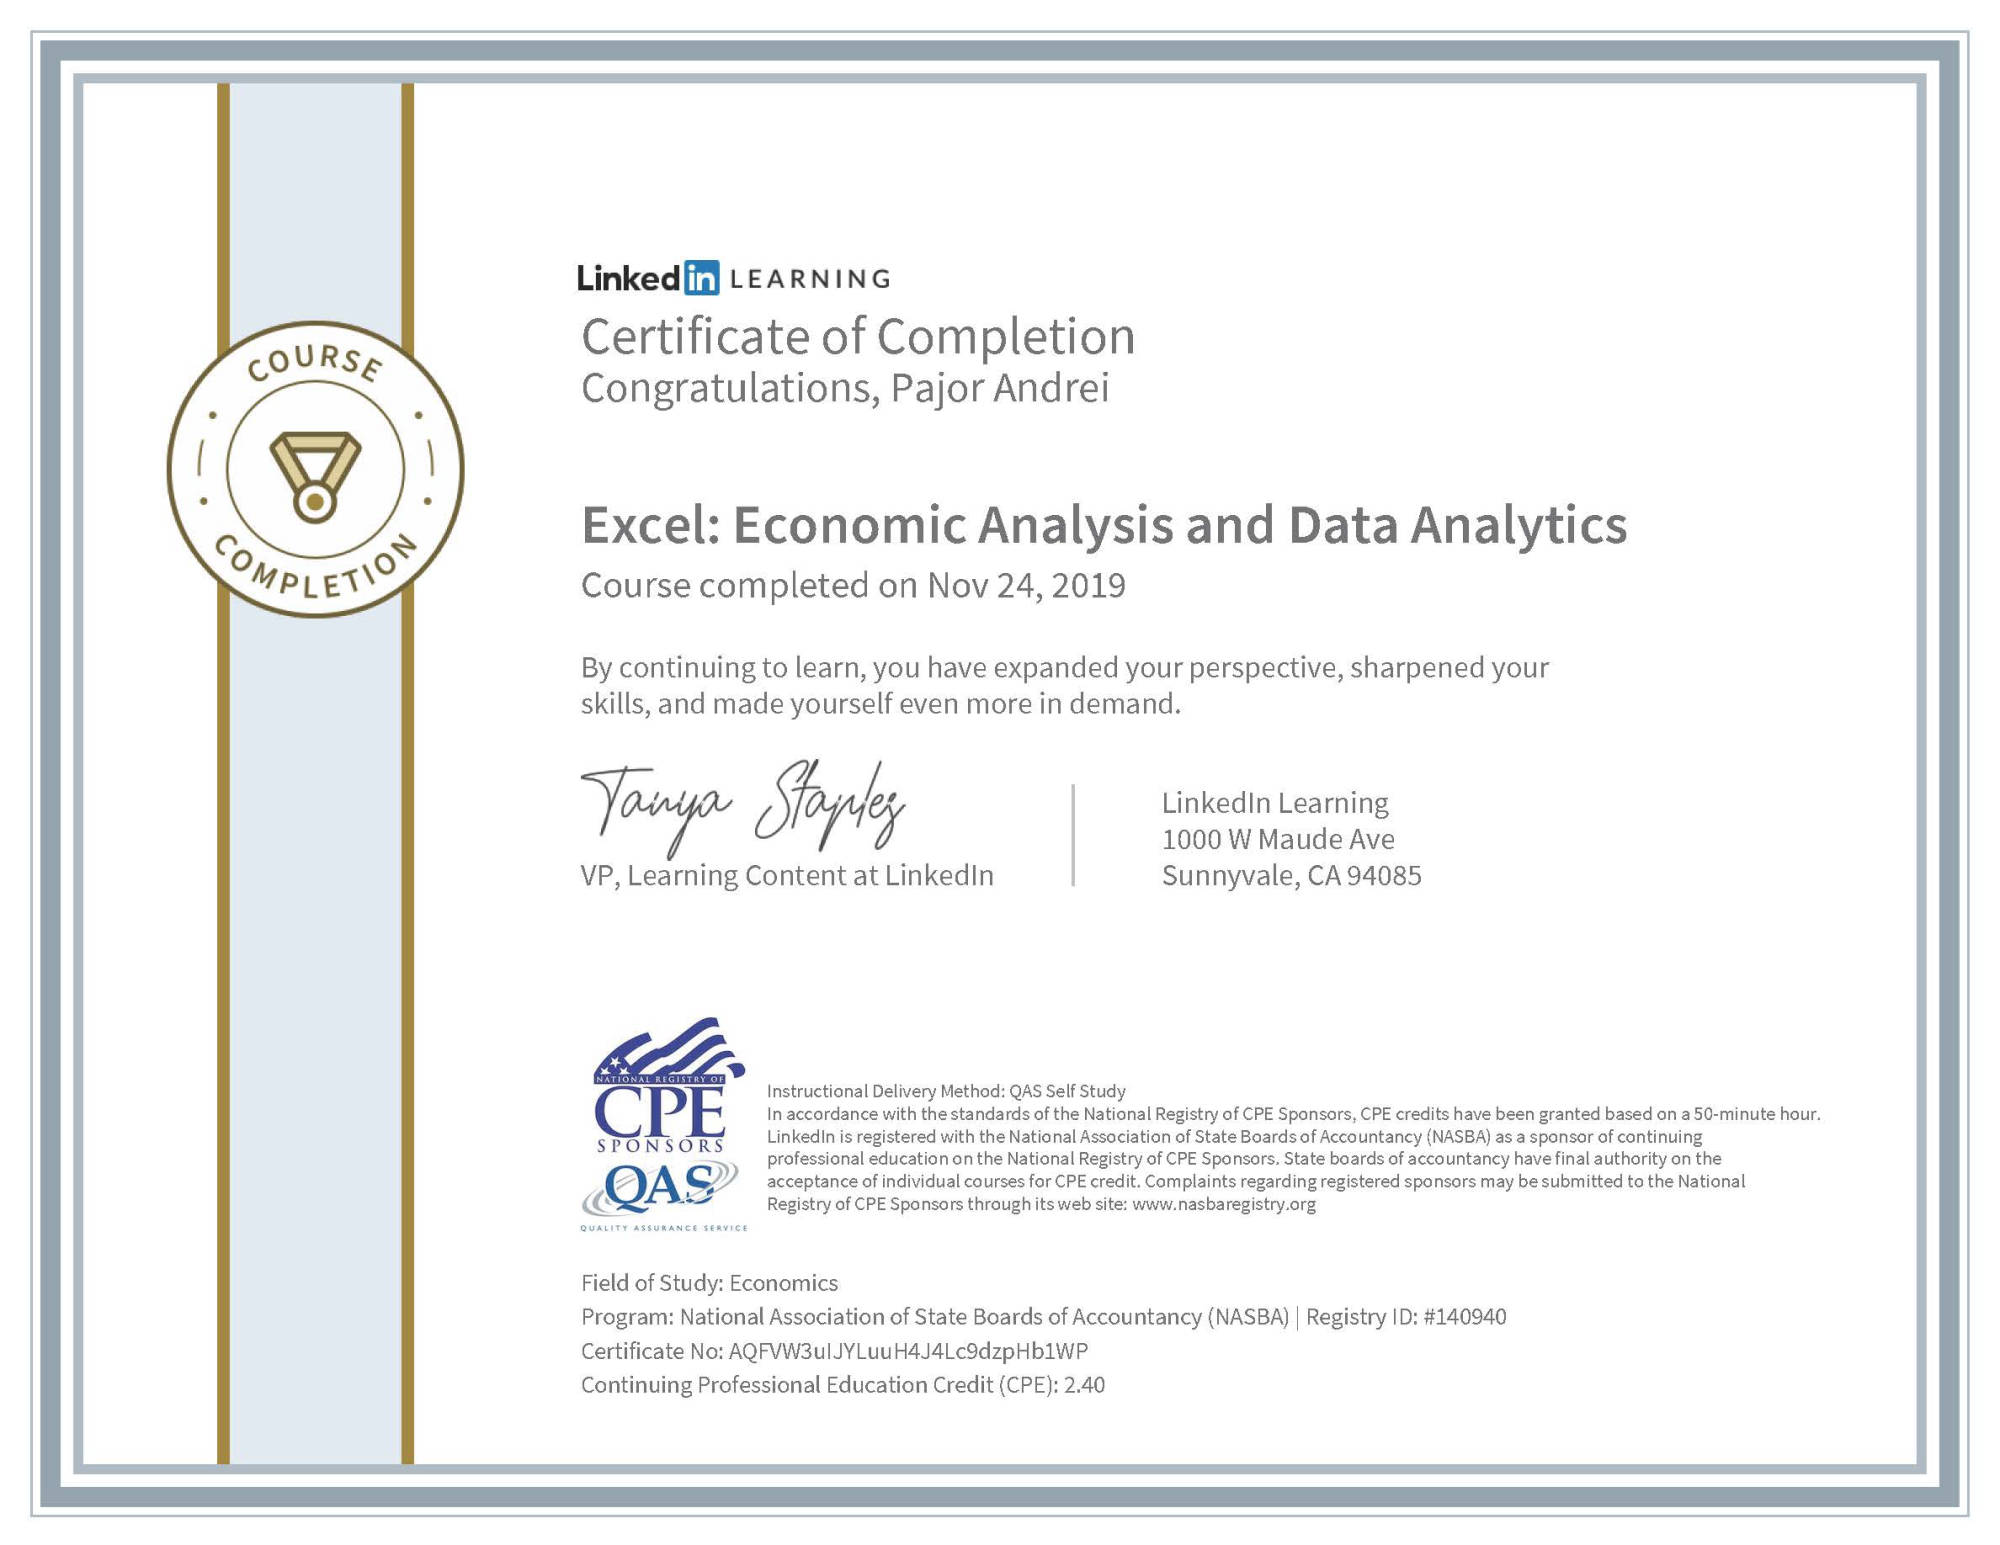 COURSE
COMPLETION
Linked in LEARNING
Certificate of Completion
Congratulations, Pajor Andrei
Excel: Economic Analysis and Data Analytics
Course completed on Nov 24, 2019
By continuing to learn, you have expanded your perspective, sharpened your
skills, and made yourself even more in demand.
Tanya Staples
VP, Learning Content at LinkedIn
LinkedIn Learning
1000 W Maude Ave
Sunnyvale, CA 94085
NATIONAL REGISTRY OF
CPE
SPONSORS
QAS
QUALITY ASSURANCE SERVICE
Instructional Delivery Method: QAS Self Study
In accordance with the standards of the National Registry of CPE Sponsors, CPE credits have been granted based on a 50-minute hour.
LinkedIn is registered with the National Association of State Boards of Accountancy (NASBA) as a sponsor of continuing
professional education on the National Registry of CPE Sponsors. State boards of accountancy have final authority on the
acceptance of individual courses for CPE credit. Complaints regarding registered sponsors may be submitted to the National
Registry of CPE Sponsors through its web site: www.nasbaregistry.org
Field of Study: Economics
Program: National Association of State Boards of Accountancy (NASBA) | Registry ID: #140940
Certificate No: AQFVW3uIJYLuuH4J4Lc9dzpHb1WP
Continuing Professional Education Credit (CPE): 2.40